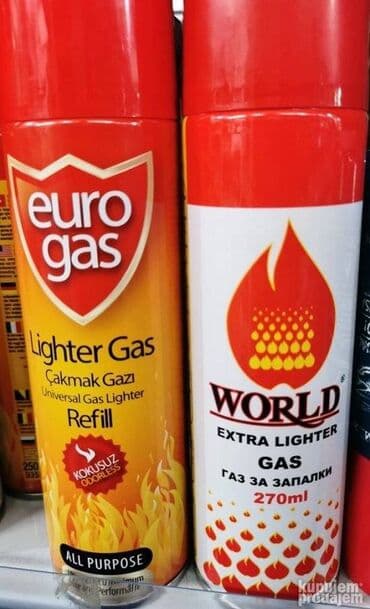 euro
gas
Lighter Gas
Çakmak Gazı
Universal Gas Lighter
Refill
KOKUSUZ
ODORLESS
ALL PURPOSE
WORLD®
EXTRA LIGHTER
GAS
ГАЗ ЗА ЗАПАЛКИ
270ml
kupujem
prodajem